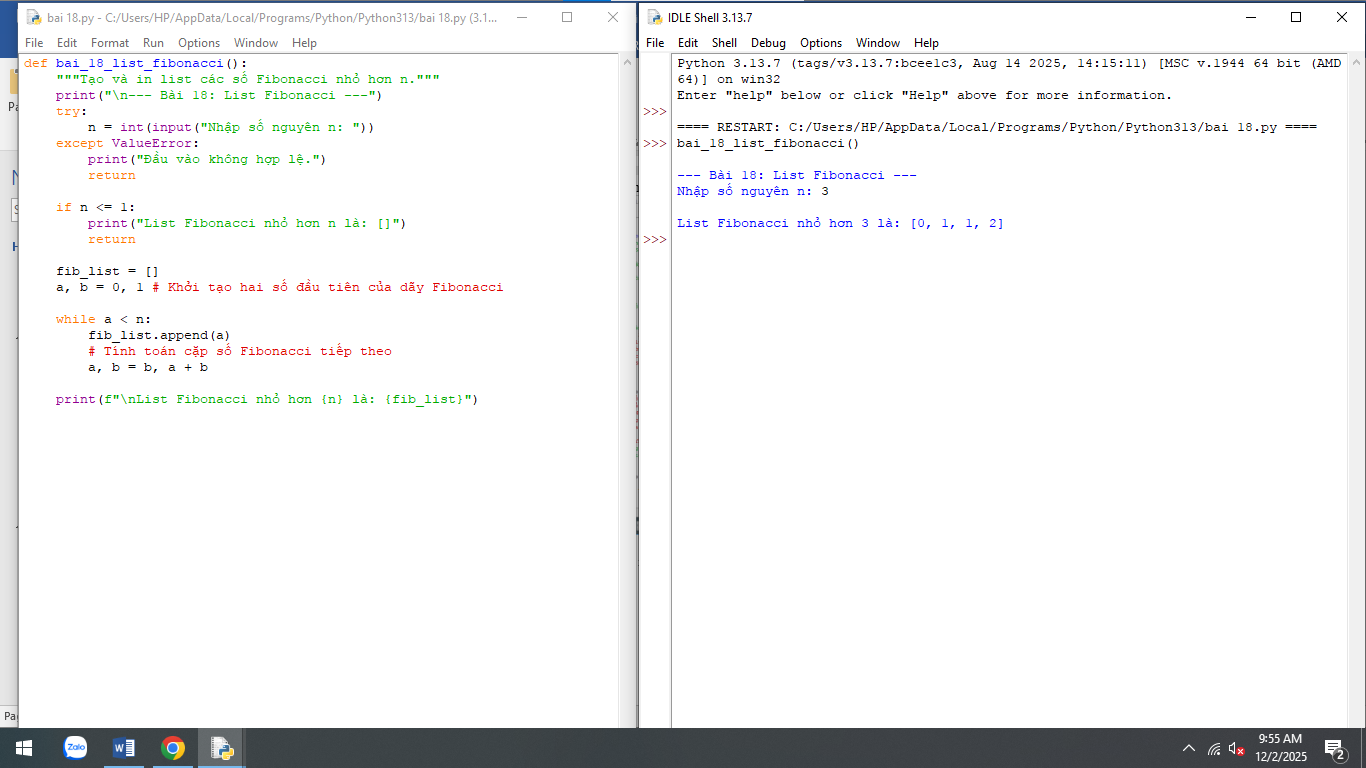 bai 18.py - C:/Users/HP/AppData/Local/Programs/Python/Python313/bai 18.py (3.1...
File Edit Format Run Options Window Help
def bai_18_list_fibonacci():
    """Tạo và in list các số Fibonacci nhỏ hơn n."""
    print("\n--- Bài 18: List Fibonacci ---")
    try:
        n = int(input("Nhập số nguyên n: "))
    except ValueError:
        print("Đầu vào không hợp lệ.")
        return
    if n <= 1:
        print("List Fibonacci nhỏ hơn n là: []")
        return
    fib_list = []
    a, b = 0, 1 # Khởi tạo hai số đầu tiên của dãy Fibonacci
    while a < n:
        fib_list.append(a)
        # Tính toán cặp số Fibonacci tiếp theo
        a, b = b, a + b
    print(f"\nList Fibonacci nhỏ hơn {n} là: {fib_list}")
IDLE Shell 3.13.7
File Edit Shell Debug Options Window Help
Python 3.13.7 (tags/v3.13.7:bcee1c3, Aug 14 2025, 14:15:11) [MSC v.1944 64 bit (AMD
64)] on win32
Enter "help" below or click "Help" above for more information.
>>>
==== RESTART: C:/Users/HP/AppData/Local/Programs/Python/Python313/bai 18.py ====
>>> bai_18_list_fibonacci()
--- Bài 18: List Fibonacci ---
Nhập số nguyên n: 3
List Fibonacci nhỏ hơn 3 là: [0, 1, 1, 2]
>>>
Zalo
9:55 AM
12/2/2025
2